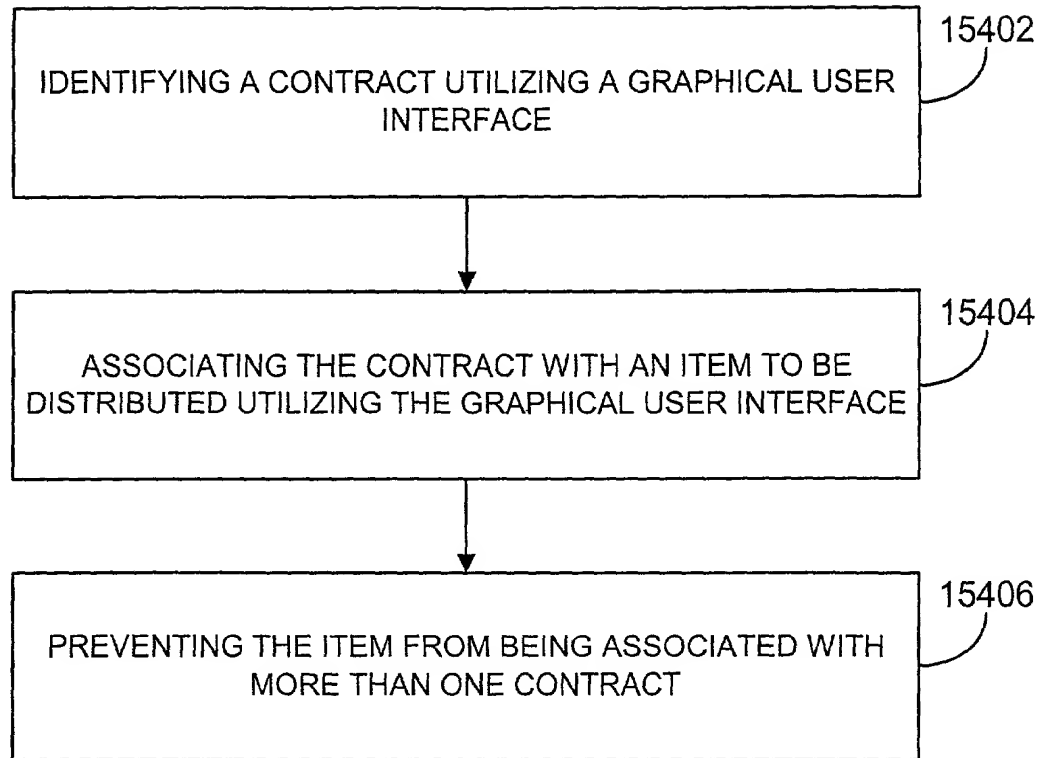 15402
IDENTIFYING A CONTRACT UTILIZING A GRAPHICAL USER
INTERFACE
15404
ASSOCIATING THE CONTRACT WITH AN ITEM TO BE
DISTRIBUTED UTILIZING THE GRAPHICAL USER INTERFACE
15406
PREVENTING THE ITEM FROM BEING ASSOCIATED WITH
MORE THAN ONE CONTRACT